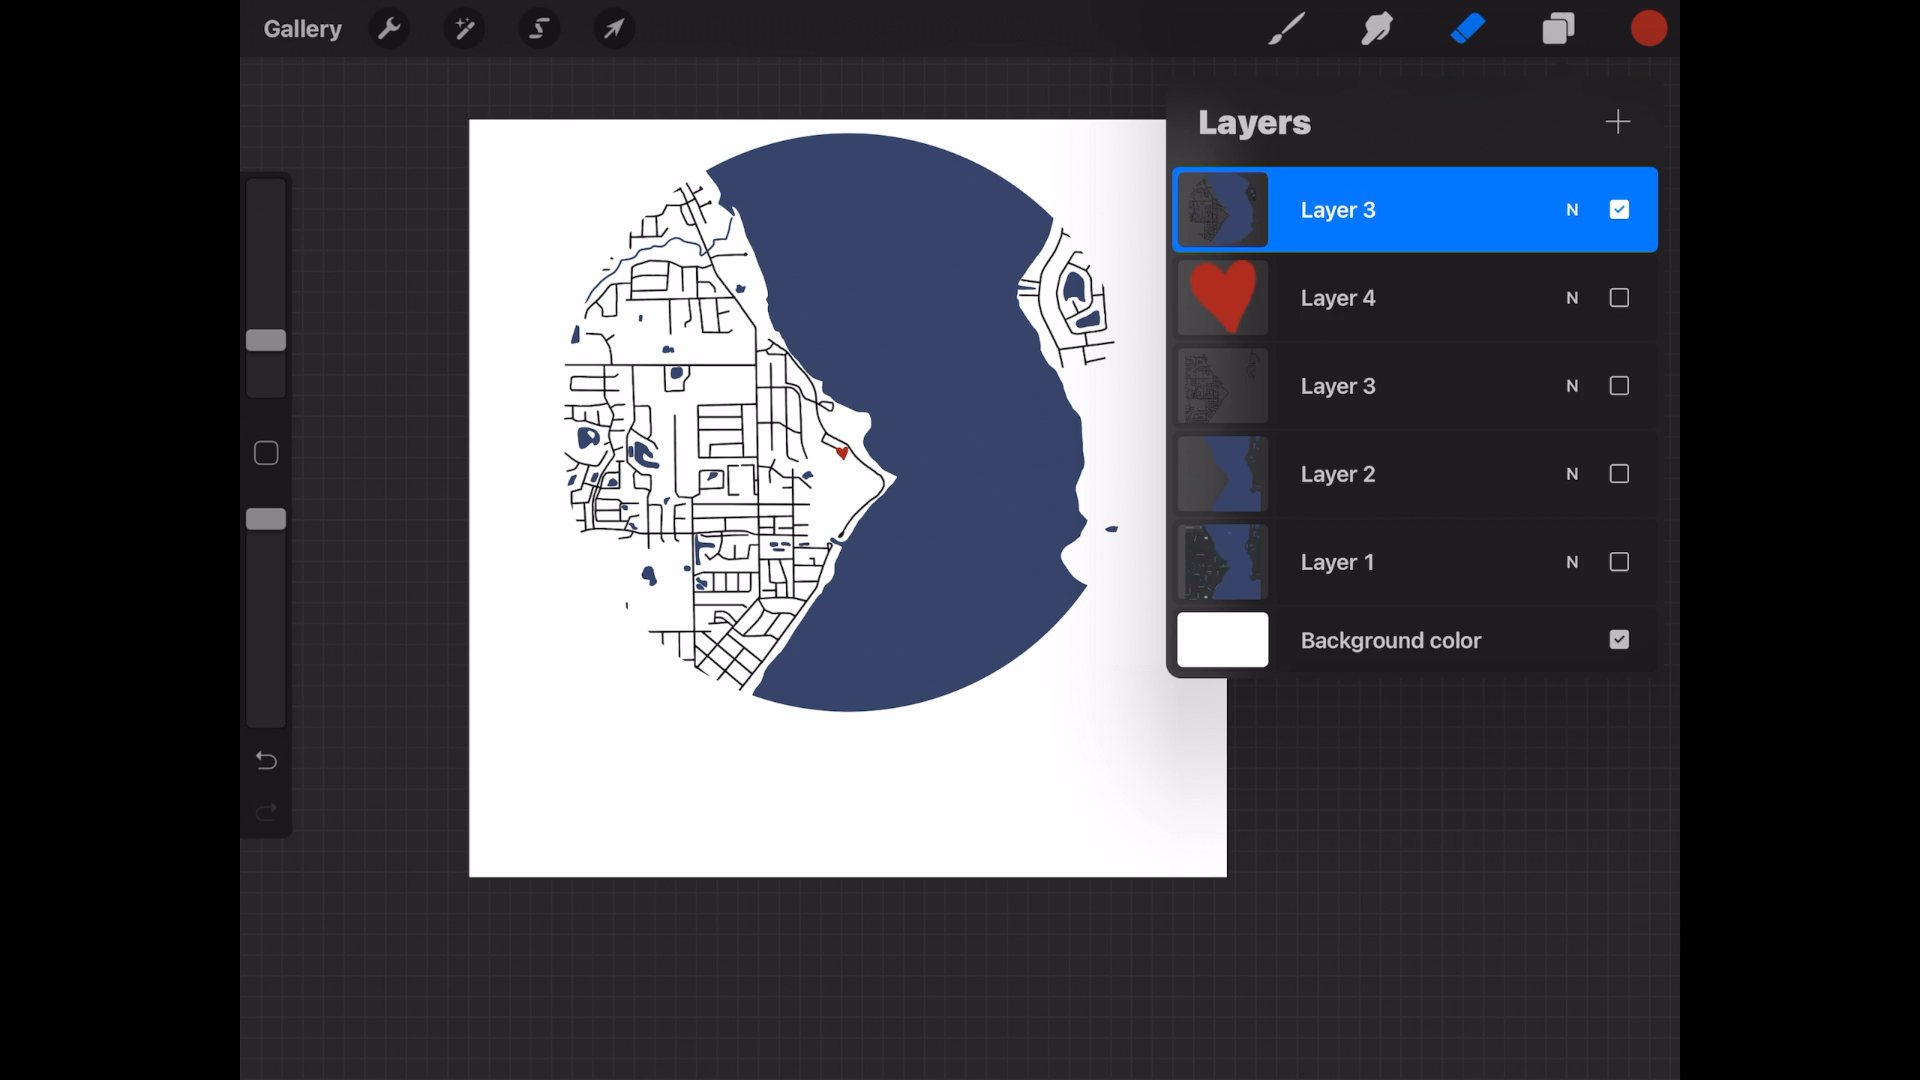 Gallery
Layers
Layer 3 N
Layer 4 N
Layer 3 N
Layer 2 N
Layer 1 N
Background color